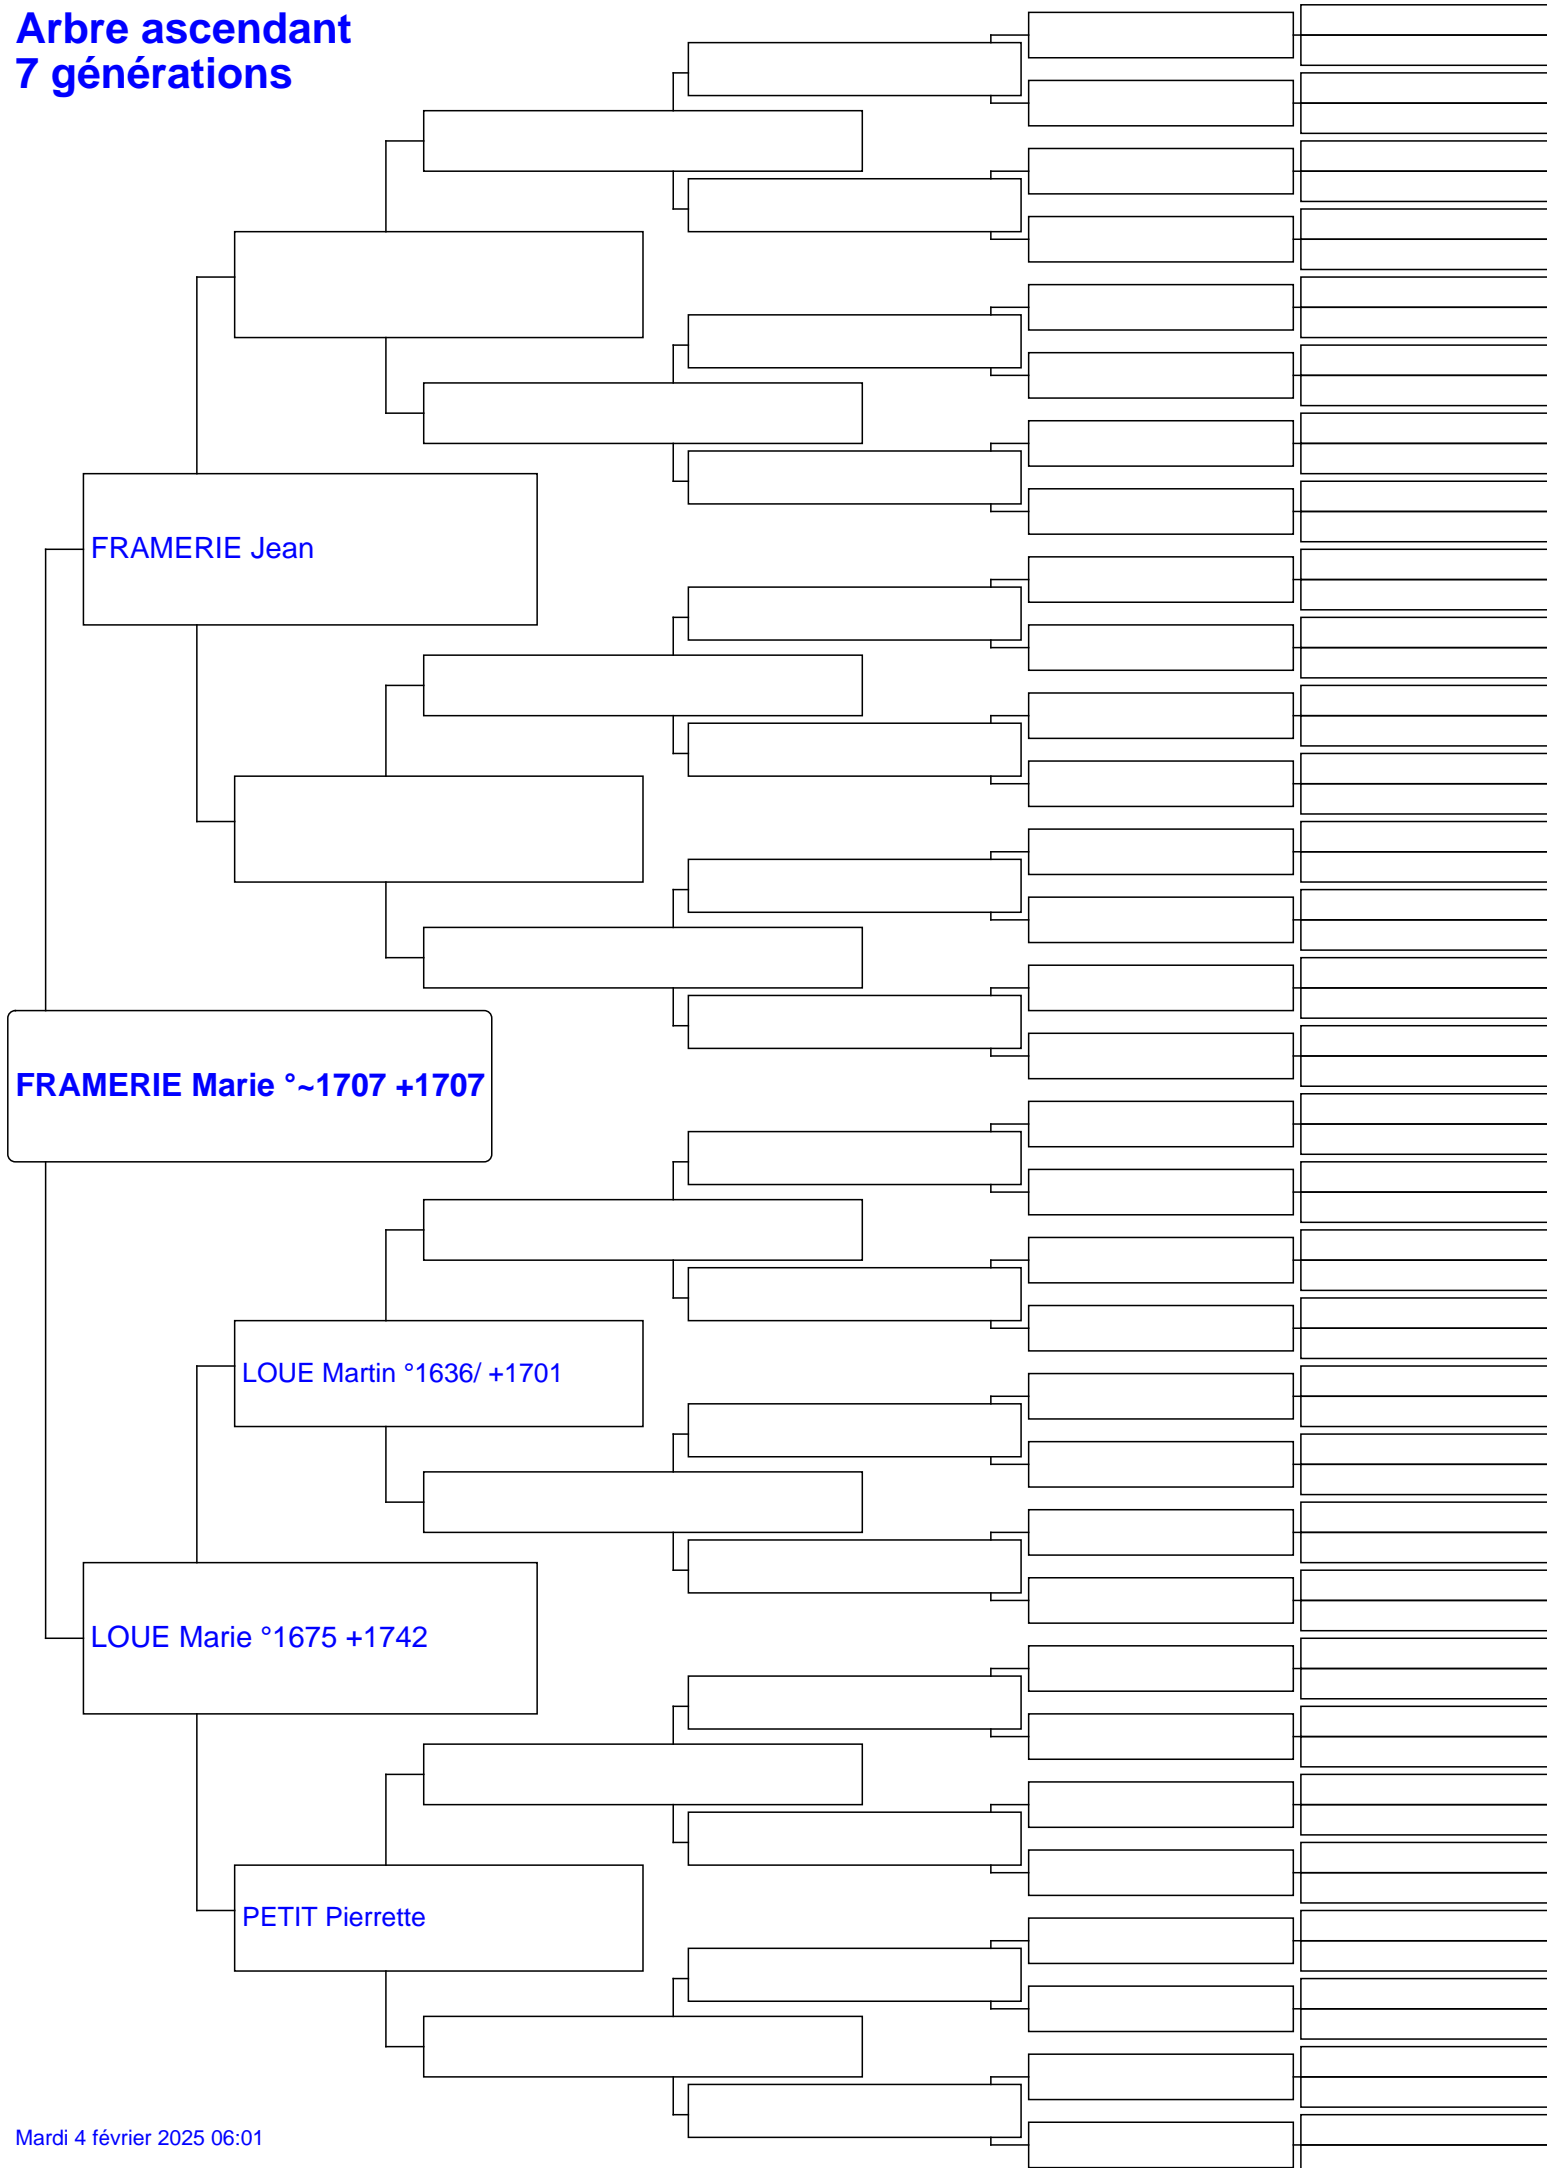 Arbre ascendant
7 générations
FRAMERIE Jean
FRAMERIE Marie °~1707 +1707
LOUE Martin °1636/ +1701
LOUE Marie °1675 +1742
PETIT Pierrette
Mardi 4 février 2025 06:01